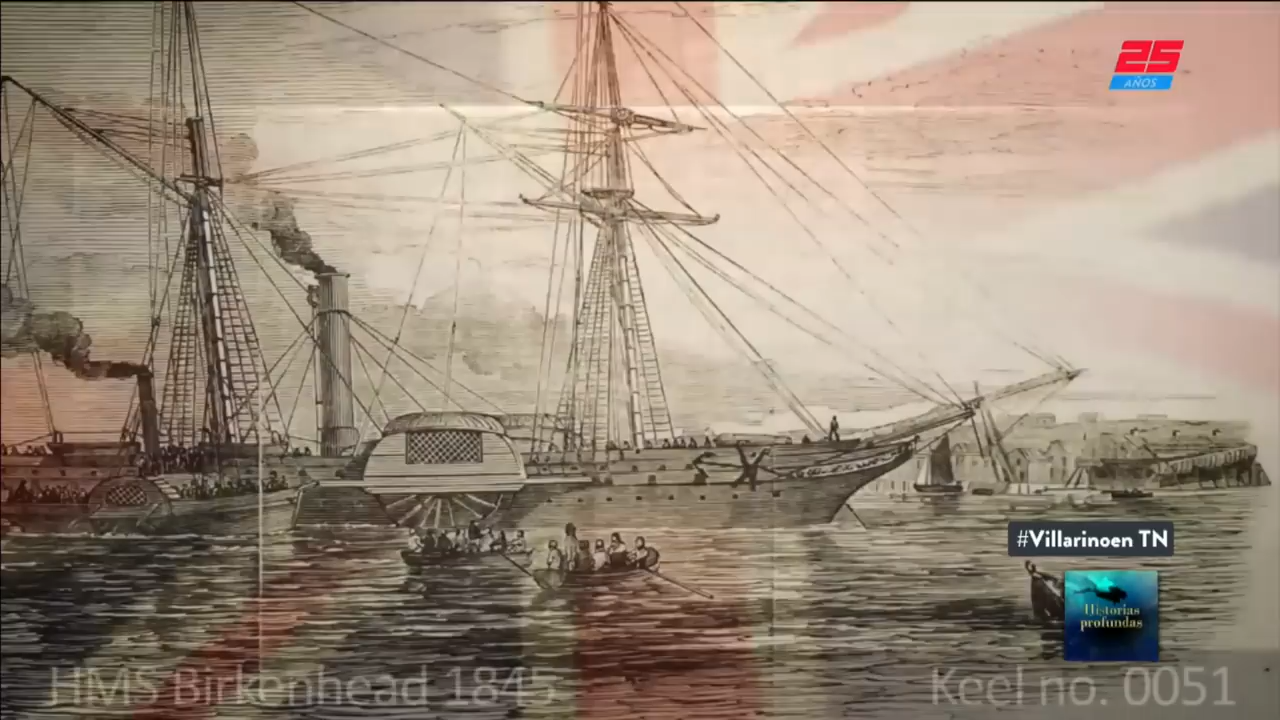 25
AÑOS
#Villarinoen TN
Historias
profundas
HMS Birkenhead 1845
Keel no. 0051